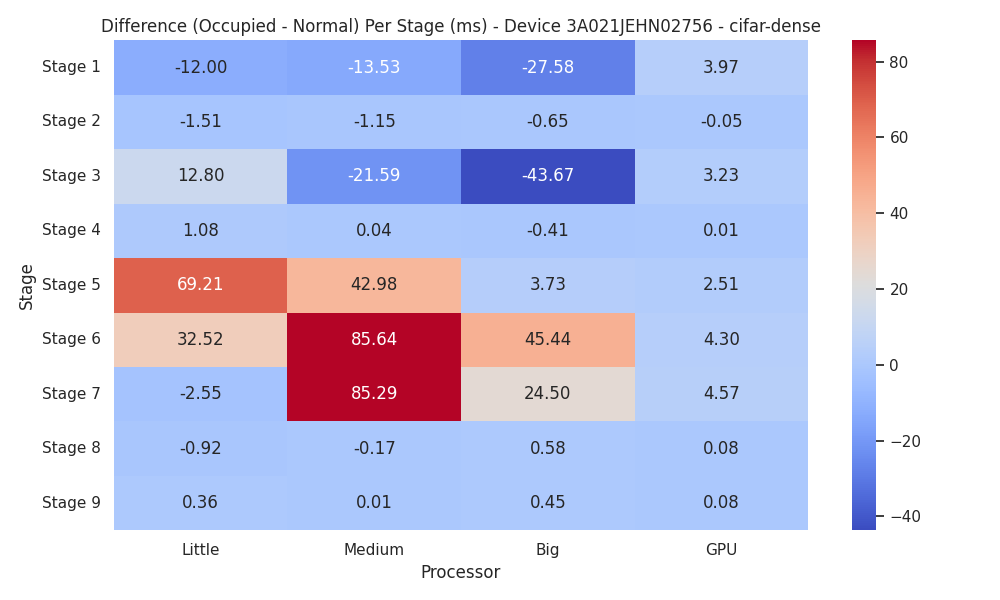 Difference (Occupied - Normal) Per Stage (ms) - Device 3A021JEHN02756 - cifar-dense
Stage 1 -12.00 -13.53 -27.58 3.97
Stage 2 -1.51 -1.15 -0.65 -0.05
Stage 3 12.80 -21.59 -43.67 3.23
Stage 4 1.08 0.04 -0.41 0.01
Stage 5 69.21 42.98 3.73 2.51
Stage 6 32.52 85.64 45.44 4.30
Stage 7 -2.55 85.29 24.50 4.57
Stage 8 -0.92 -0.17 0.58 0.08
Stage 9 0.36 0.01 0.45 0.08
Little Medium Big GPU
Processor
Stage
80
60
40
20
0
−20
−40